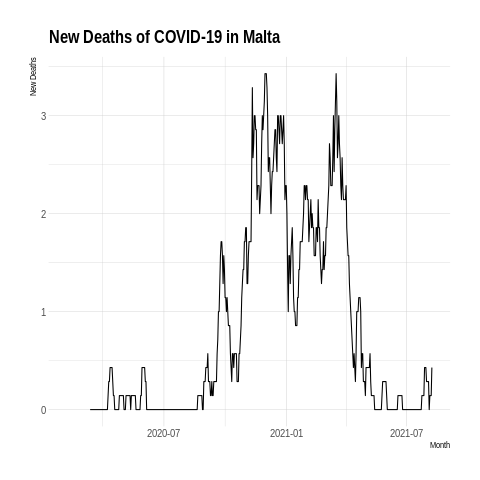 New Deaths of COVID-19 in Malta
New Deaths
3
2
1
0
2020-07
2021-01
2021-07
Month